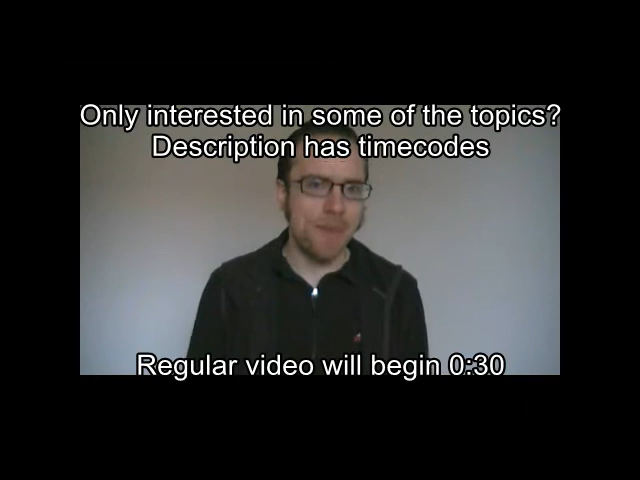 Only interested in some of the topics?
Description has timecodes
Regular video will begin 0:30